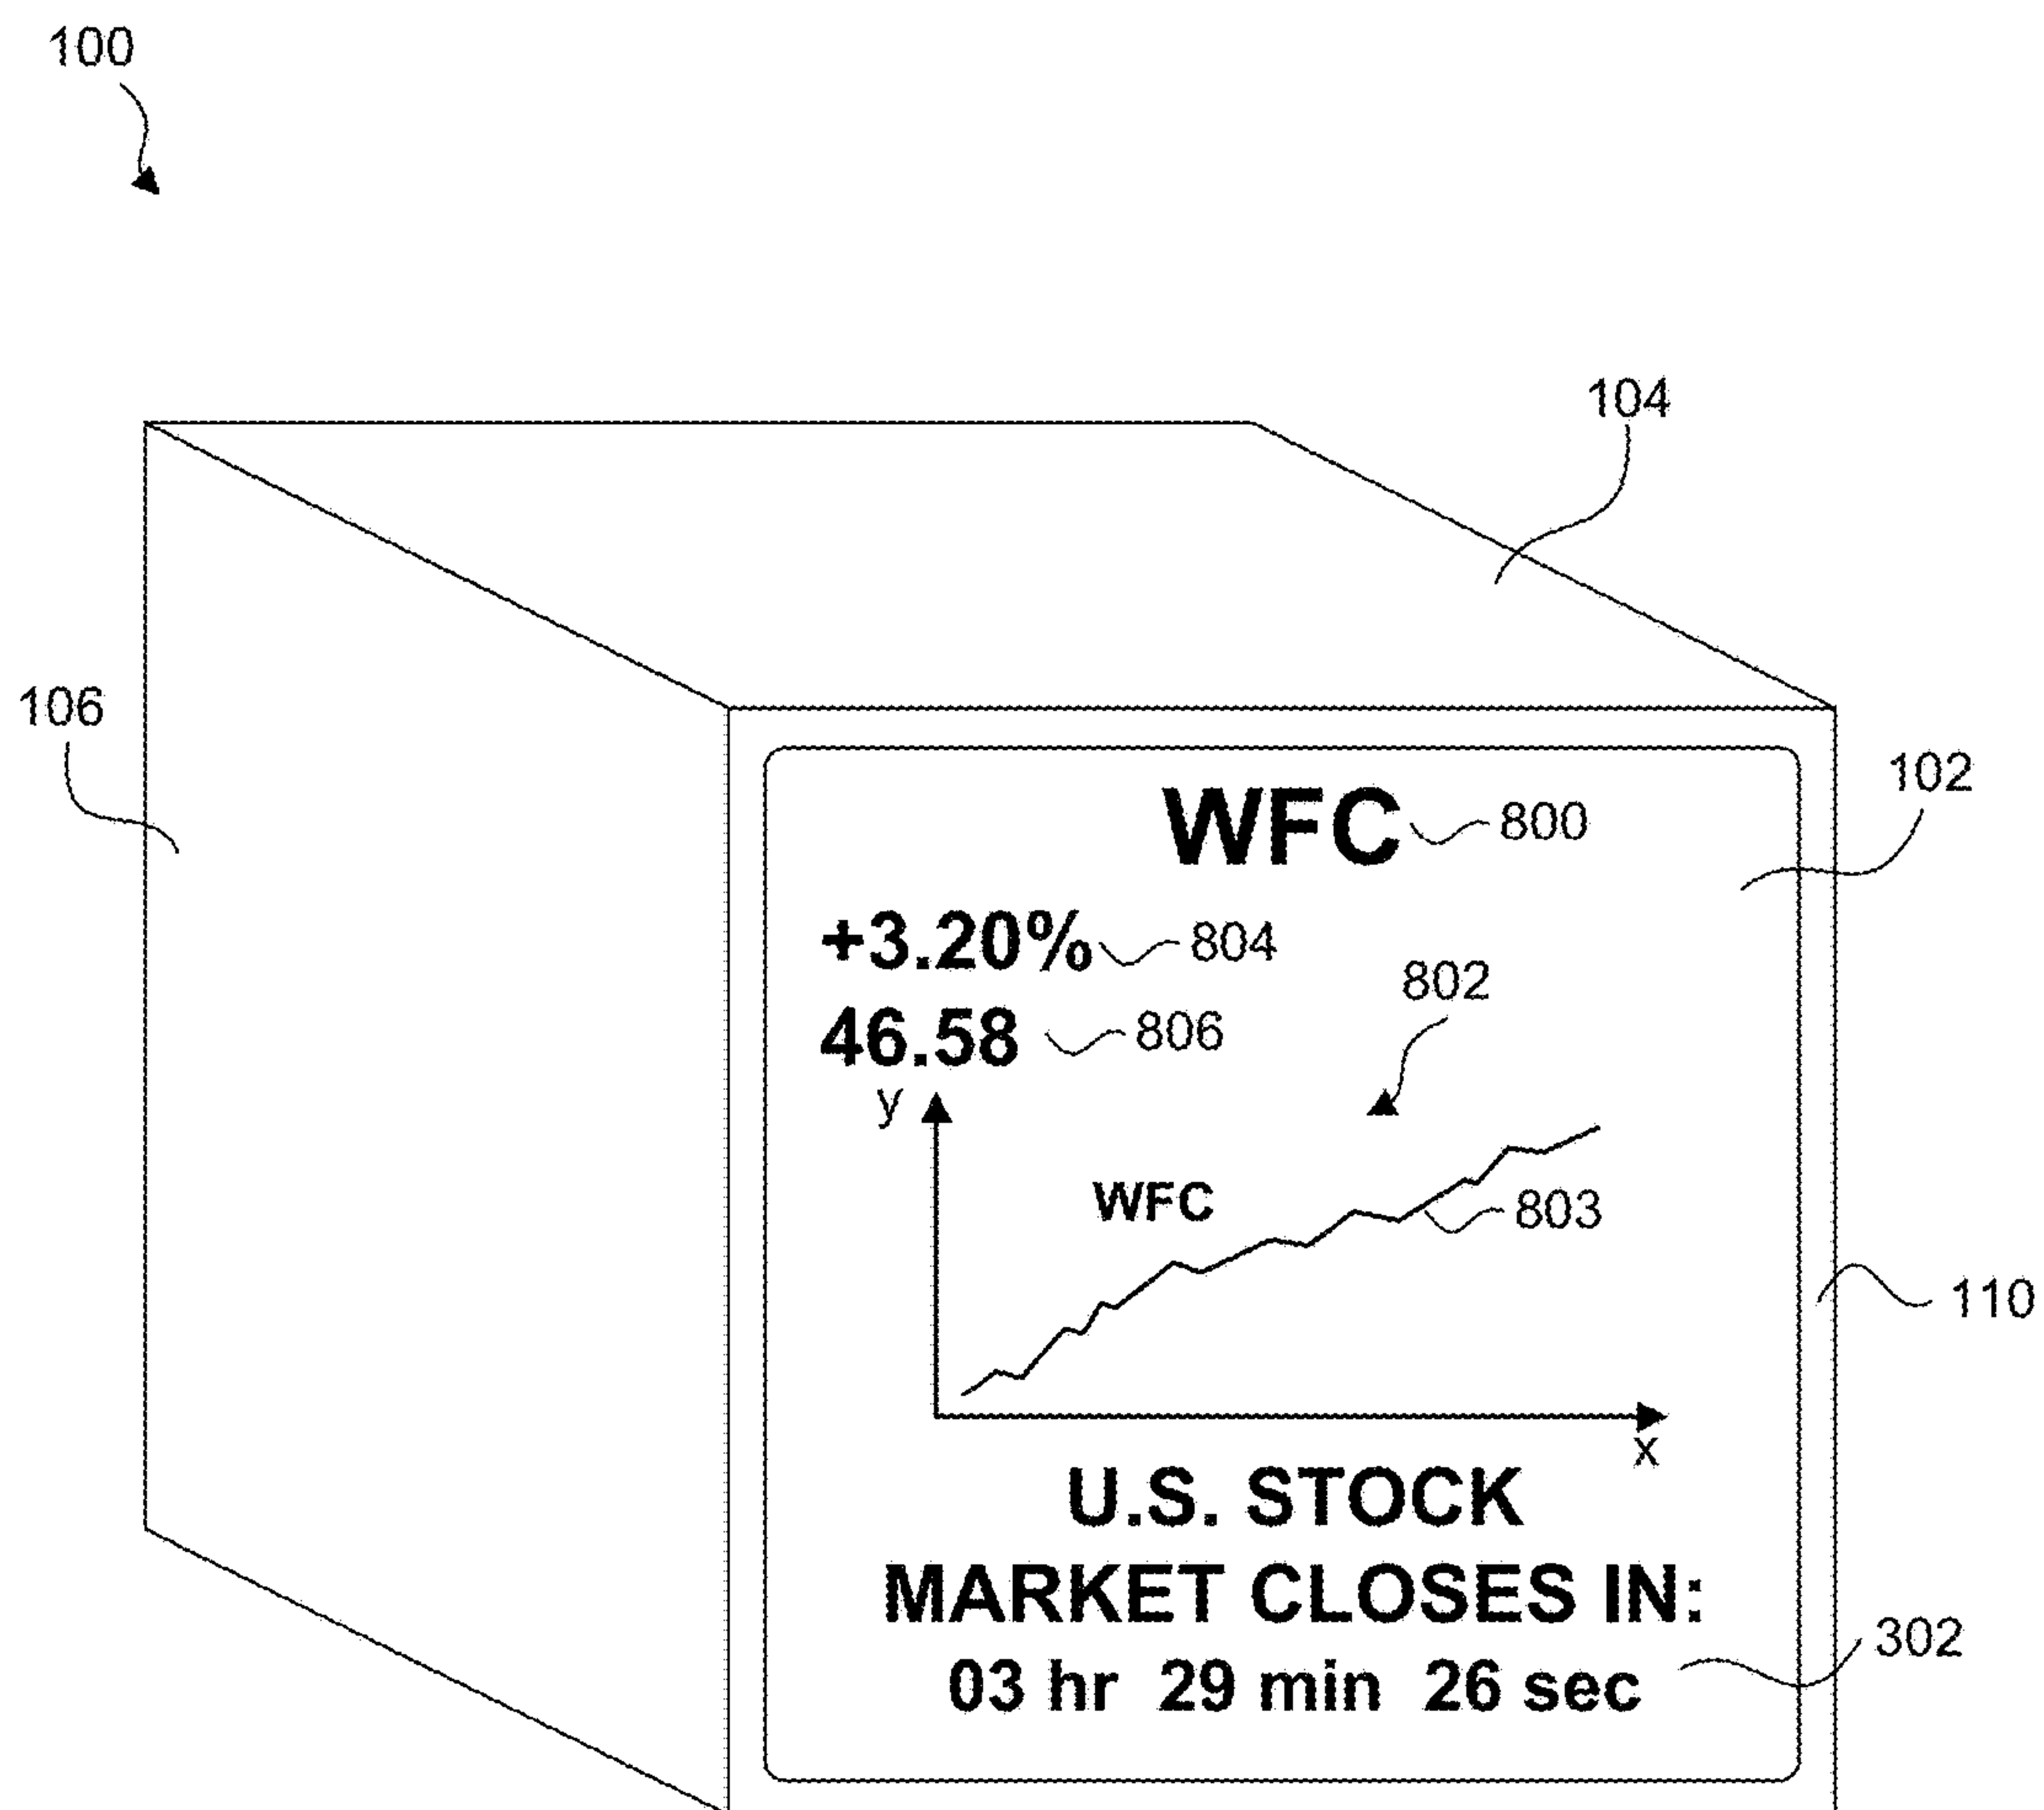 100
104
106
102
WFC 800
+3.20% 804
802
46.58 806
y
WFC
803
110
x
U.S. STOCK
MARKET CLOSES IN:
302
03 hr 29 min 26 sec